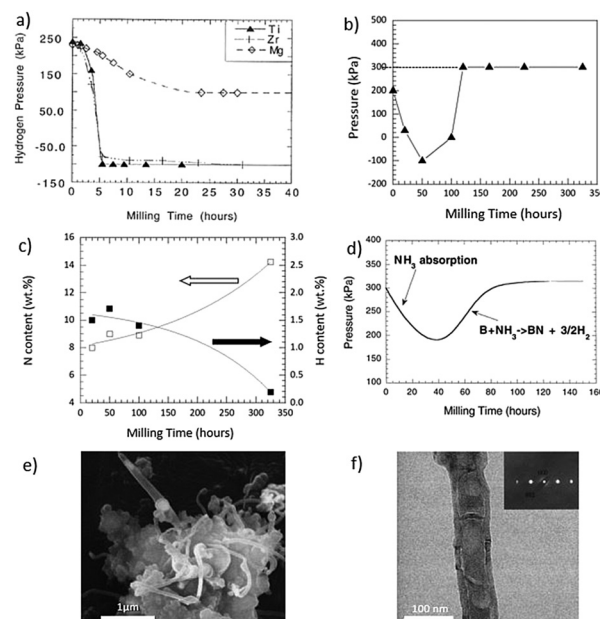 a)
Hydrogen Pressure (kPa)
250
150
50.0
-50.0
-150
0 5 10 15 20 25 30 35 40
Milling Time (hours)
Ti
Zr
Mg
b)
Pressure (kPa)
600
500
400
300
200
100
0
-100
-200
0 50 100 150 200 250 300 350
Milling Time (hours)
c)
N content (wt.%)
16
14
12
10
8
6
4
3.0
2.5
2.0
1.5
1.0
0.5
0.0
H content (wt.%)
0 50 100 150 200 250 300 350
Milling Time (hours)
d)
Pressure (kPa)
400
350
300
250
200
150
100
NH3 absorption
B+NH3->BN + 3/2H2
0 20 40 60 80 100 120 140 160
Milling Time (hours)
e)
1µm
f)
100 nm